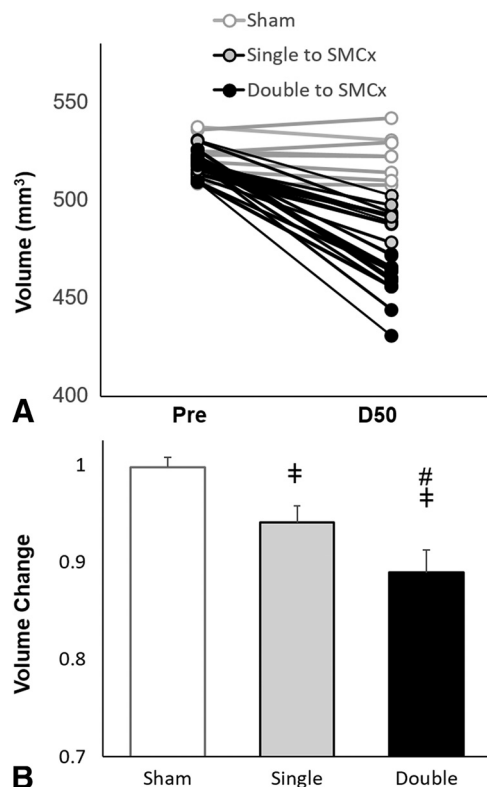 Sham
Single to SMCx
Double to SMCx
550
500
450
400
Volume (mm³)
Pre D50
A
1
0.9
0.8
0.7
Volume Change
ǂ
#
ǂ
Sham Single Double
B